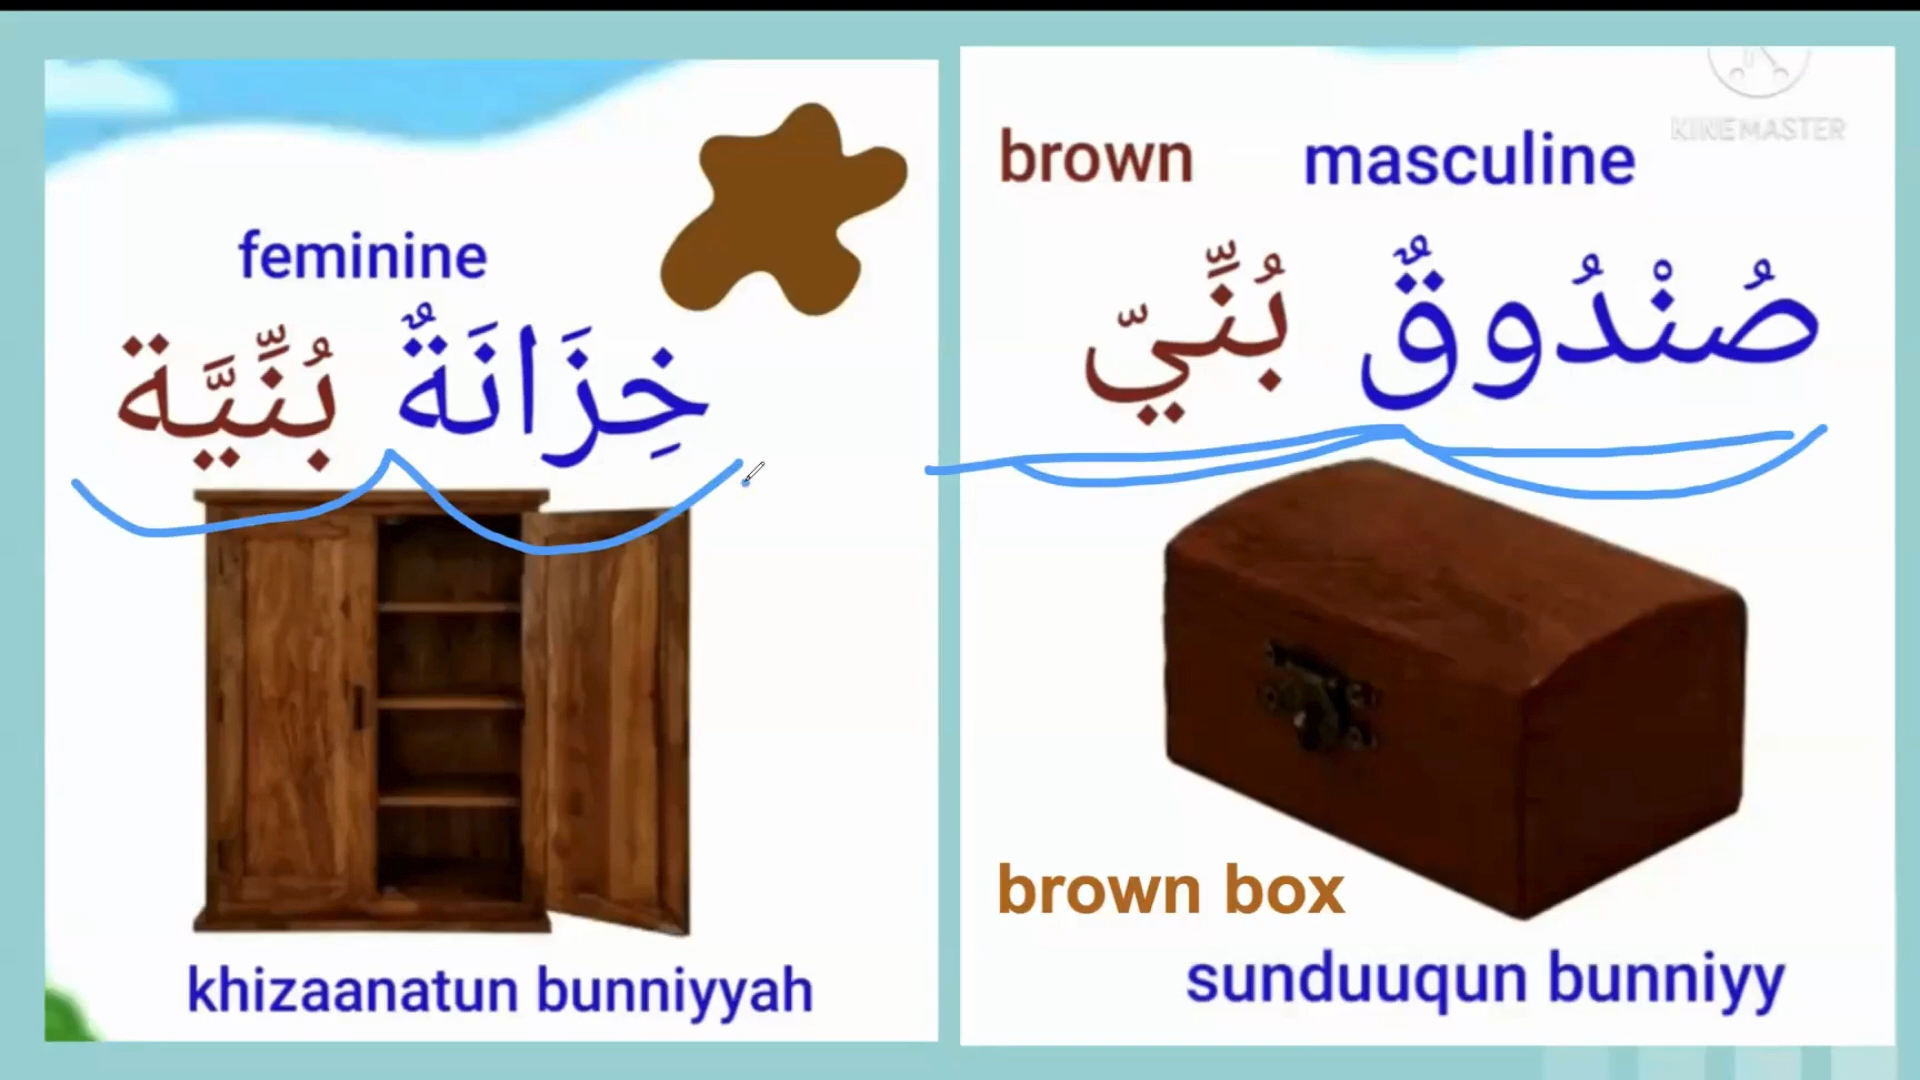 feminine
خِزَانَةٌ بُنِّيَّة
khizaanatun bunniyyah
KINEMASTER
brown masculine
صُنْدُوقٌ بُنِّيّ
brown box
sunduuqun bunniyy